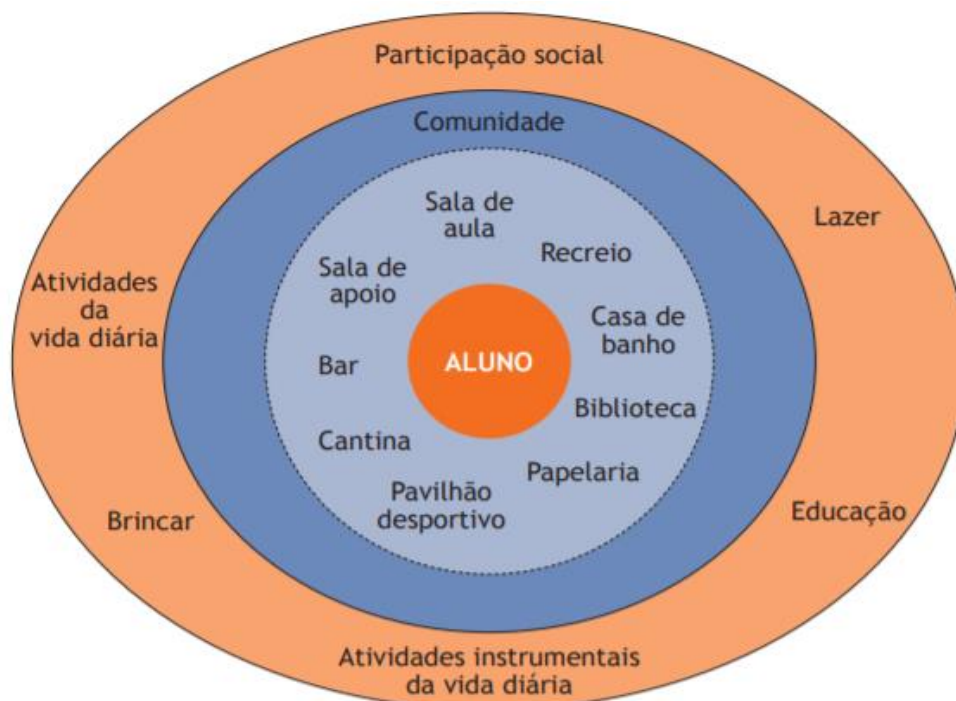 Participação social
Comunidade
Sala de
aula
Recreio
Lazer
Sala de
apoio
Atividades
da
vida diária
Casa de
banho
Bar
ALUNO
Biblioteca
Cantina
Papelaria
Pavilhão
desportivo
Brincar
Educação
Atividades instrumentais
da vida diária